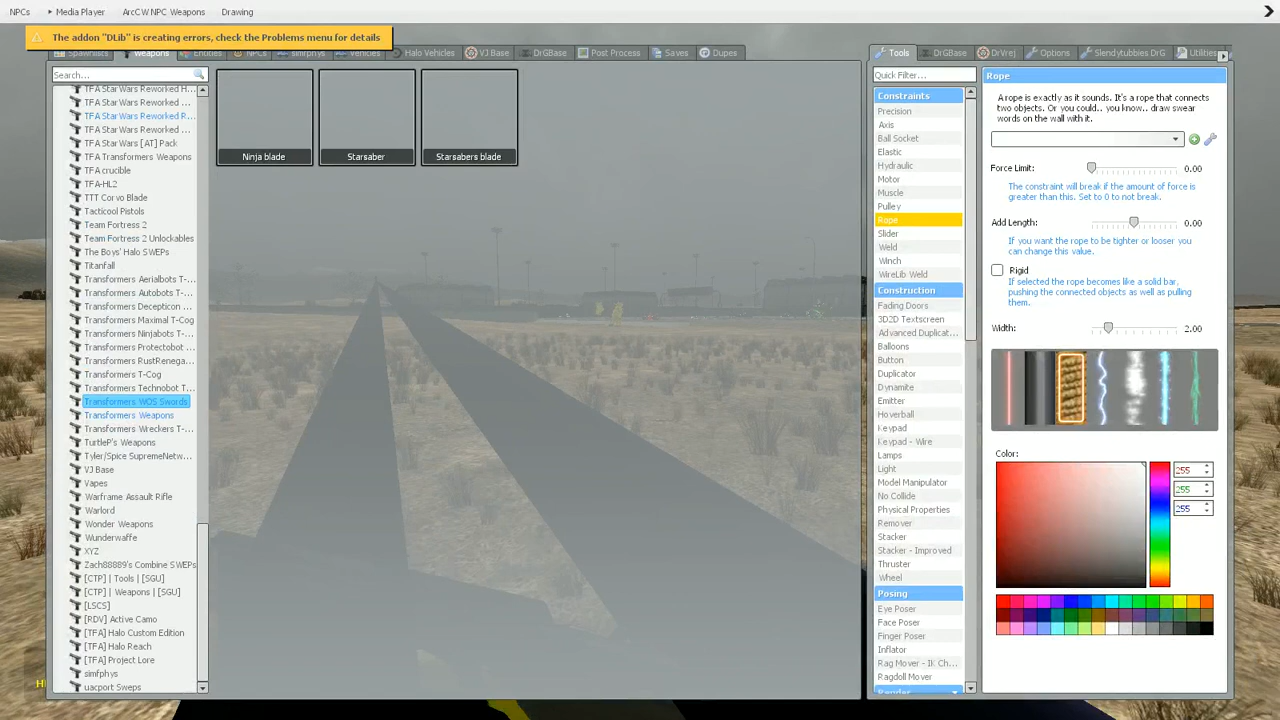 NPCs
Media Player
ArcCW NPC Weapons
Drawing
The addon "DLib" is creating errors, check the Problems menu for details
Spawnlists
Weapons
Entities
NPCs
simfphys
Vehicles
Halo Vehicles
VJ Base
DrGBase
Post Process
Saves
Dupes
Search...
TFA Star Wars Reworked H...
TFA Star Wars Reworked ...
TFA Star Wars Reworked R...
TFA Star Wars Reworked ...
TFA Star Wars [AT] Pack
TFA Transformers Weapons
TFA crucible
TFA-HL2
TTT Corvo Blade
Tacticool Pistols
Team Fortress 2
Team Fortress 2 Unlockables
The Boys' Halo SWEPs
Titanfall
Transformers Aerialbots T-...
Transformers Autobots T-...
Transformers Decepticon ...
Transformers Maximal T-Cog
Transformers Ninjabots T-...
Transformers Protectobot ...
Transformers RustRenega...
Transformers T-Cog
Transformers Technobot T...
Transformers WOS Swords
Transformers Weapons
Transformers Wreckers T-...
TurtleP's Weapons
Tyler/Spice SupremeNetw...
VJ Base
Vapes
Warframe Assault Rifle
Warlord
Wonder Weapons
Wunderwaffe
XYZ
Zach88889's Combine SWEPs
[CTP] | Tools | [SGU]
[CTP] | Weapons | [SGU]
[LSCS]
[RDV] Active Camo
[TFA] Halo Custom Edition
[TFA] Halo Reach
[TFA] Project Lore
simfphys
uacport Sweps
Ninja blade
Starsaber
Starsabers blade
Tools
DrGBase
DrVrej
Options
Slendytubbies DrG
Utilities
Quick Filter...
Constraints
Precision
Axis
Ball Socket
Elastic
Hydraulic
Motor
Muscle
Pulley
Rope
Slider
Weld
Winch
WireLib Weld
Construction
Fading Doors
3D2D Textscreen
Advanced Duplicat...
Balloons
Button
Duplicator
Dynamite
Emitter
Hoverball
Keypad
Keypad - Wire
Lamps
Light
Model Manipulator
No Collide
Physical Properties
Remover
Stacker
Stacker - Improved
Thruster
Wheel
Posing
Eye Poser
Face Poser
Finger Poser
Inflator
Rag Mover - IK Ch...
Ragdoll Mover
Render
Rope
A rope is exactly as it sounds. It's a rope that connects
two objects. Or you could.. you know.. draw swear
words on the wall with it.
Force Limit:
0.00
The constraint will break if the amount of force is
greater than this. Set to 0 to not break.
Add Length:
0.00
If you want the rope to be tighter or looser you
can change this value.
Rigid
If selected the rope becomes like a solid bar,
pushing the connected objects as well as pulling
them.
Width:
2.00
Color:
255
255
255